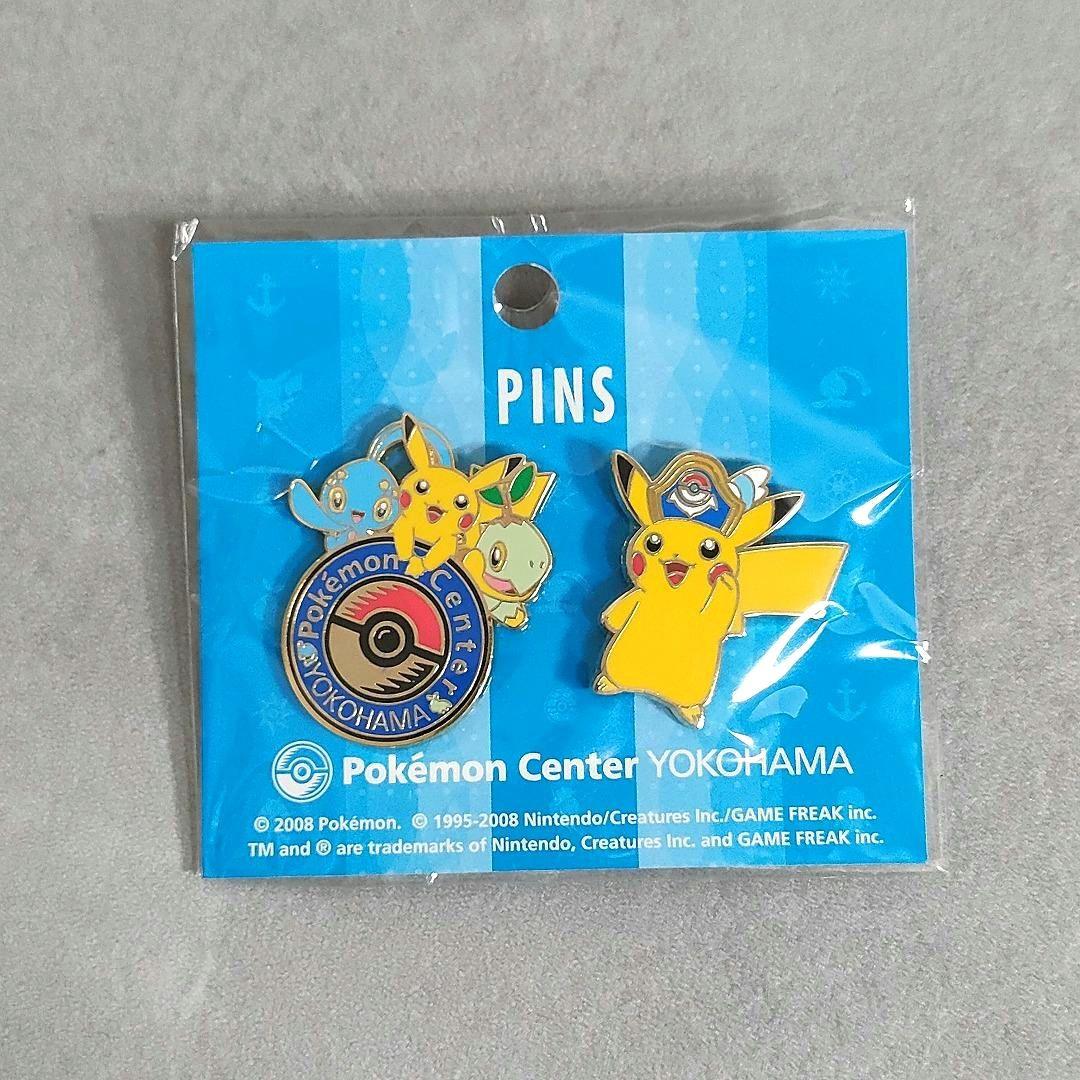 PINS
Pokémon Center
YOKOHAMA
Pokémon Center YOKOHAMA
© 2008 Pokémon. © 1995-2008 Nintendo/Creatures Inc./GAME FREAK inc.
TM and ® are trademarks of Nintendo, Creatures Inc. and GAME FREAK inc.